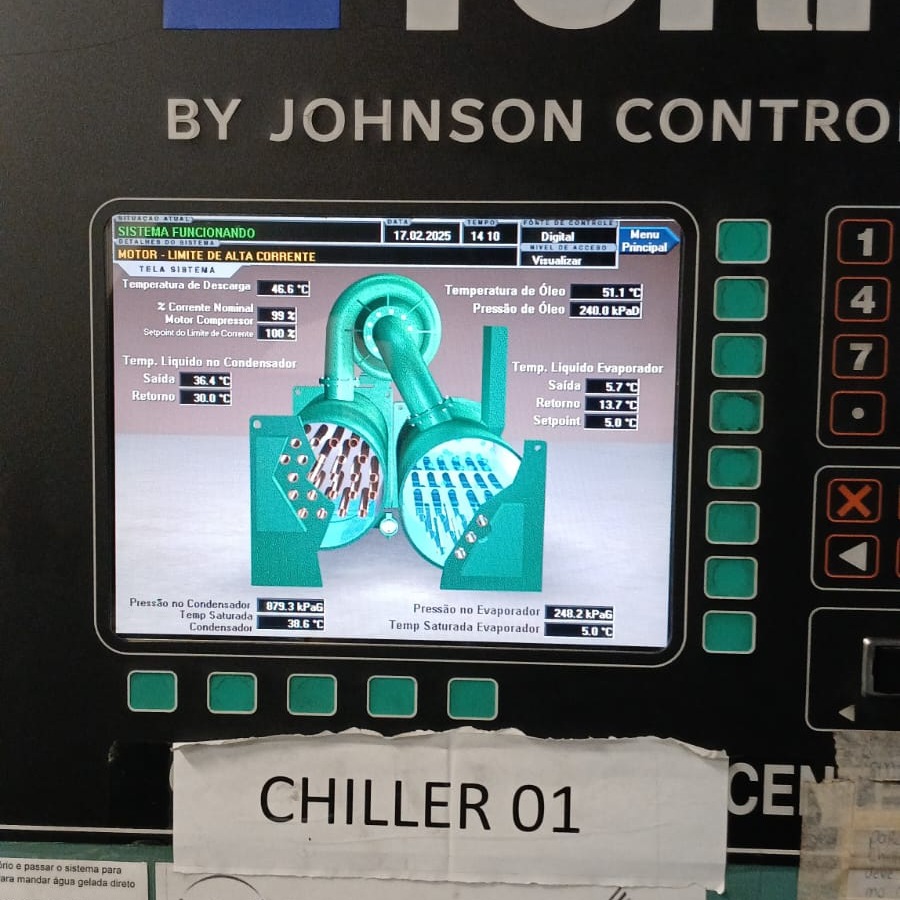 BY JOHNSON CONTRO
SITUAÇÃO ATUAL
SISTEMA FUNCIONANDO
DETALHES DO SISTEMA
MOTOR - LIMITE DE ALTA CORRENTE
DATA
17.02.2025
TEMPO
14 10
FONTE DE CONTROLE
Digital
NIVEL DE ACESSO
Visualizar
Menu
Principal
TELA SISTEMA
Temperatura de Descarga 46.6 °C
% Corrente Nominal
Motor Compressor 99 %
Setpoint do Limite de Corrente 100 %
Temperatura de Óleo 51.1 °C
Pressão de Óleo 240.0 kPaD
Temp. Liquido no Condensador
Saída 36.4 °C
Retorno 30.0 °C
Temp. Liquido Evaporador
Saída 5.7 °C
Retorno 13.7 °C
Setpoint 5.0 °C
Pressão no Condensador 879.3 kPaG
Temp Saturada
Condensador 38.6 °C
Pressão no Evaporador 248.2 kPaG
Temp Saturada Evaporador 5.0 °C
1
4
7
CHILLER 01
CEN
ório e passar o sistema para
ara mandar água gelada direto